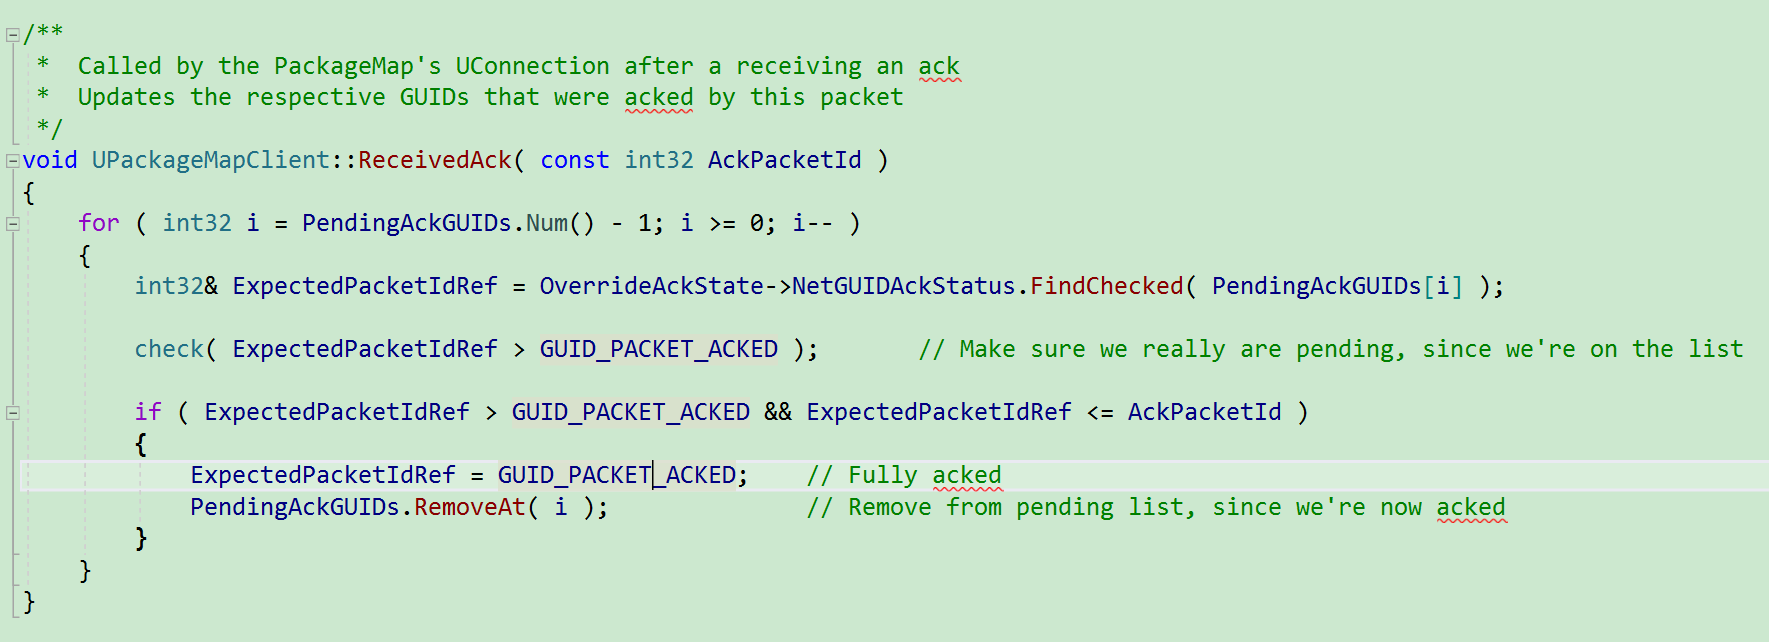 /**
 *  Called by the PackageMap's UConnection after a receiving an ack
 *  Updates the respective GUIDs that were acked by this packet
 */
void UPackageMapClient::ReceivedAck( const int32 AckPacketId )
{
    for ( int32 i = PendingAckGUIDs.Num() - 1; i >= 0; i-- )
    {
        int32& ExpectedPacketIdRef = OverrideAckState->NetGUIDAckStatus.FindChecked( PendingAckGUIDs[i] );
        check( ExpectedPacketIdRef > GUID_PACKET_ACKED );       // Make sure we really are pending, since we're on the list
        if ( ExpectedPacketIdRef > GUID_PACKET_ACKED && ExpectedPacketIdRef <= AckPacketId )
        {
            ExpectedPacketIdRef = GUID_PACKET_ACKED;    // Fully acked
            PendingAckGUIDs.RemoveAt( i );              // Remove from pending list, since we're now acked
        }
    }
}